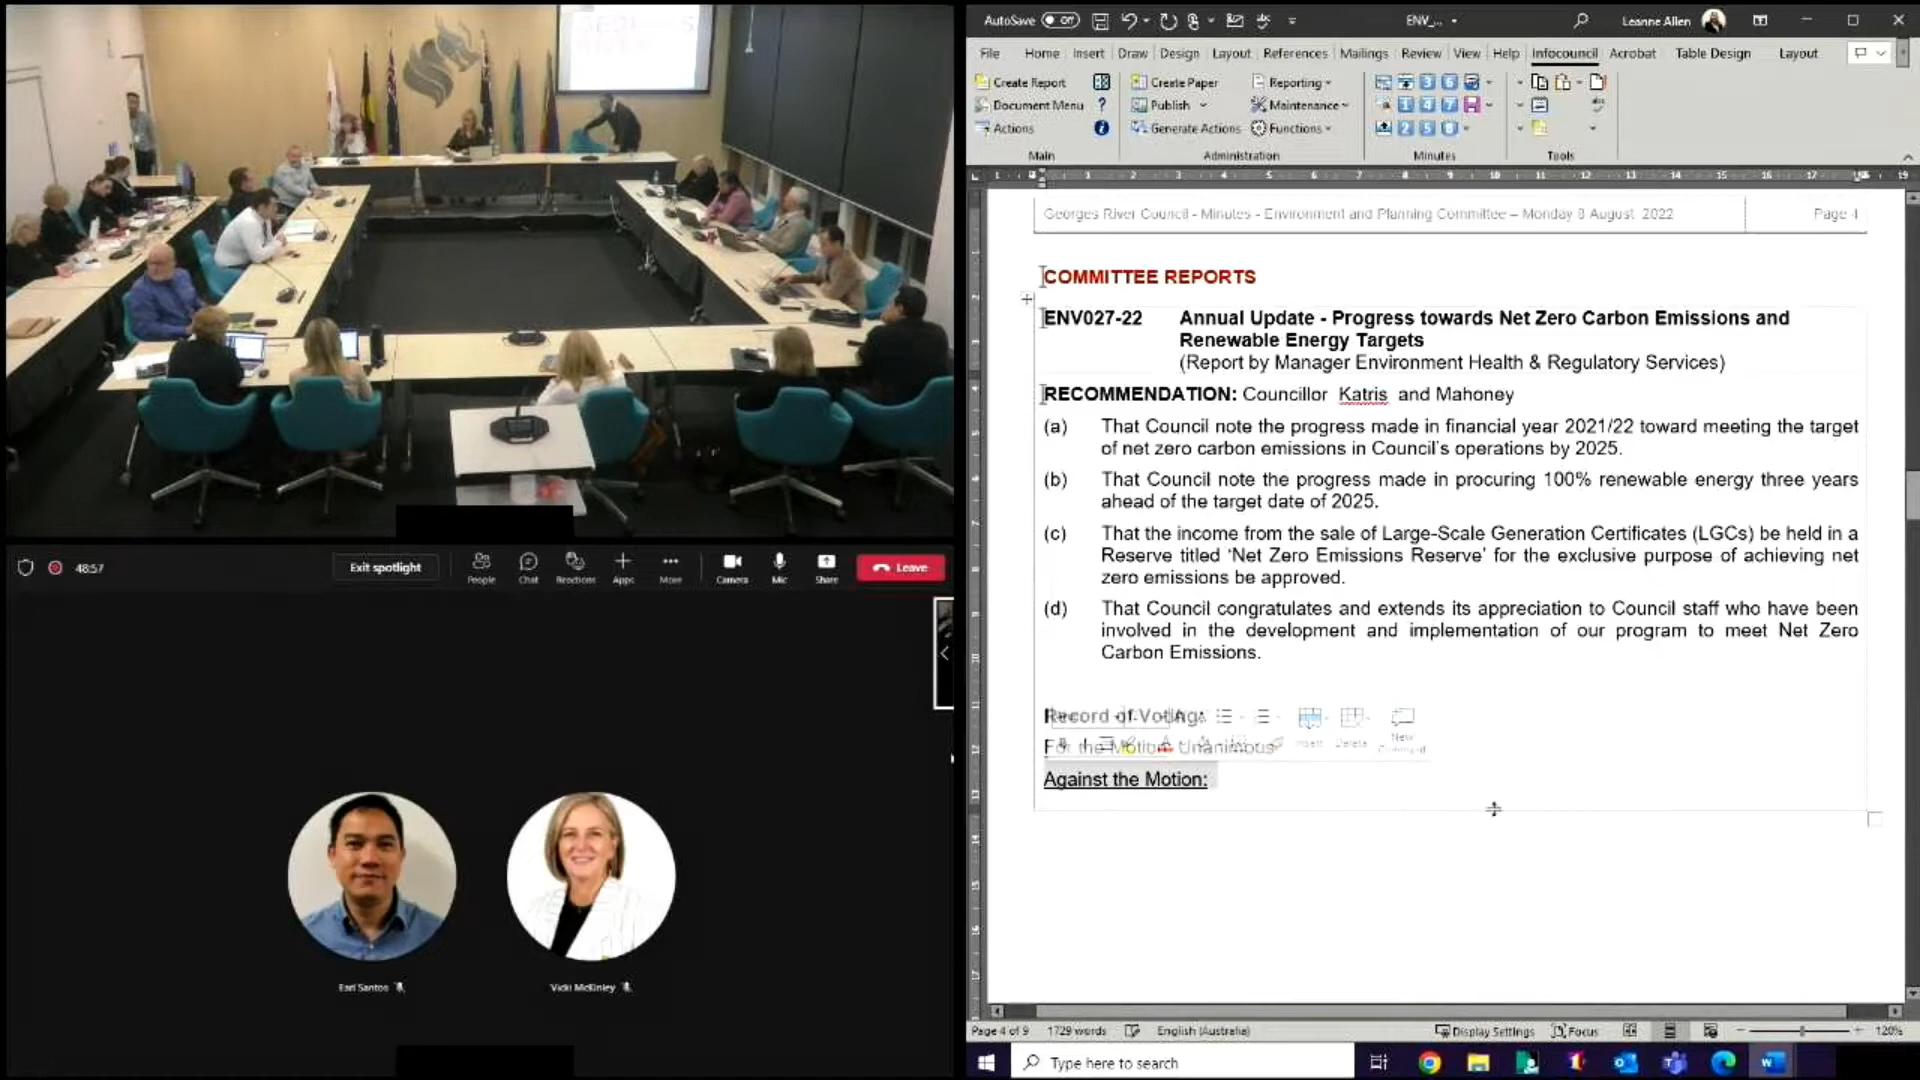 48:57
Exit spotlight
People
Chat
Reactions
Apps
More
Camera
Mic
Share
Leave
Earl Santos
Vicki McKinley
AutoSave Off
ENV_...
Leanne Allen
File Home Insert Draw Design Layout References Mailings Review View Help Infocouncil Acrobat Table Design Layout
Create Report
Document Menu
Actions
Main
Create Paper
Publish
Generate Actions
Reporting
Maintenance
Functions
Administration
Minutes
Tools
Georges River Council - Minutes - Environment and Planning Committee – Monday 8 August 2022 Page 4
COMMITTEE REPORTS
ENV027-22 Annual Update - Progress towards Net Zero Carbon Emissions and
Renewable Energy Targets
(Report by Manager Environment Health & Regulatory Services)
RECOMMENDATION: Councillor Katris and Mahoney
(a) That Council note the progress made in financial year 2021/22 toward meeting the target
of net zero carbon emissions in Council's operations by 2025.
(b) That Council note the progress made in procuring 100% renewable energy three years
ahead of the target date of 2025.
(c) That the income from the sale of Large-Scale Generation Certificates (LGCs) be held in a
Reserve titled ‘Net Zero Emissions Reserve’ for the exclusive purpose of achieving net
zero emissions be approved.
(d) That Council congratulates and extends its appreciation to Council staff who have been
involved in the development and implementation of our program to meet Net Zero
Carbon Emissions.
Record of Voting:
For the Motion: Unanimous
Insert
Delete
New
Comment
Against the Motion:
Page 4 of 9 1729 words English (Australia) Display Settings Focus 120%
Type here to search